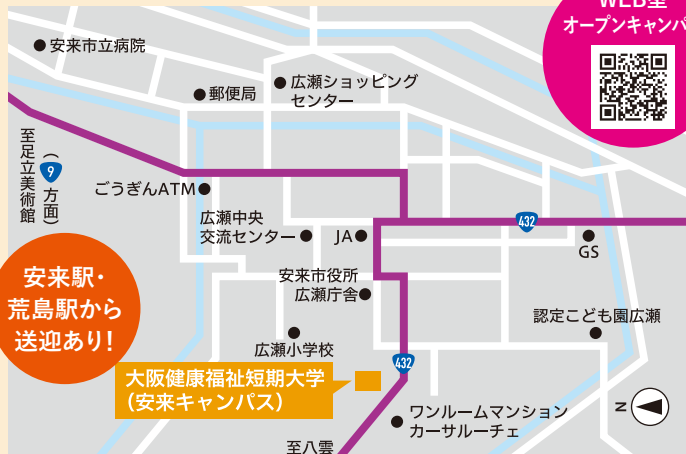 WEB型
オープンキャンパ
安来市立病院
郵便局
広瀬ショッピング
センター
至足立美術館
(9方面)
ごうぎんATM
広瀬中央
交流センター
JA
432
GS
安来駅・
荒島駅から
送迎あり!
安来市役所
広瀬庁舎
認定こども園広瀬
広瀬小学校
432
大阪健康福祉短期大学
(安来キャンパス)
ワンルームマンション
カーサルーチェ
N
至八雲